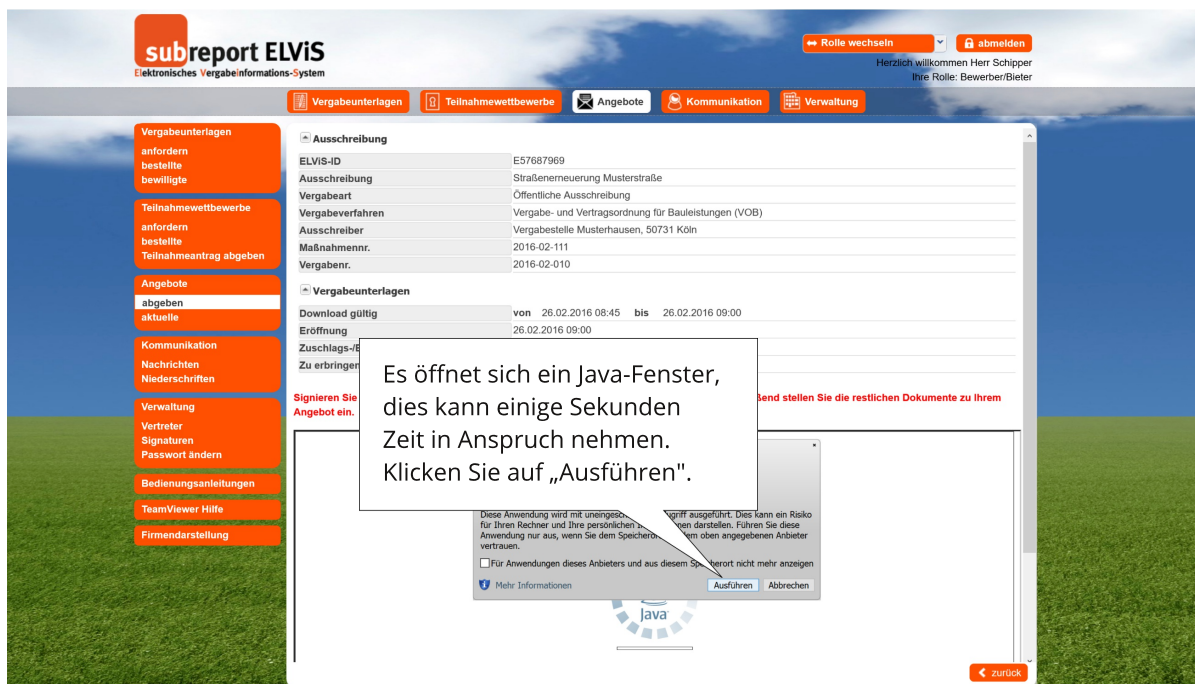 subreport ELViS
Elektronisches Vergabeinformations-System
Rolle wechseln
abmelden
Herzlich willkommen Herr Schipper
Ihre Rolle: Bewerber/Bieter
Vergabeunterlagen
Teilnahmewettbewerbe
Angebote
Kommunikation
Verwaltung
Vergabeunterlagen
anfordern
bestellte
bewilligte
Teilnahmewettbewerbe
anfordern
bestellte
Teilnahmeantrag abgeben
Angebote
abgeben
aktuelle
Kommunikation
Nachrichten
Niederschriften
Verwaltung
Vertreter
Signaturen
Passwort ändern
Bedienungsanleitungen
TeamViewer Hilfe
Firmendarstellung
Ausschreibung
ELViS-ID E57687969
Ausschreibung Straßenerneuerung Musterstraße
Vergabeart Öffentliche Ausschreibung
Vergabeverfahren Vergabe- und Vertragsordnung für Bauleistungen (VOB)
Ausschreiber Vergabestelle Musterhausen, 50731 Köln
Maßnahmennr. 2016-02-111
Vergabenr. 2016-02-010
Vergabeunterlagen
Download gültig von 26.02.2016 08:45 bis 26.02.2016 09:00
Eröffnung 26.02.2016 09:00
Zuschlags-/
Zu
Signieren Sie stellen Sie die restlichen Dokumente zu Ihrem
Angebot ein.
Es öffnet sich ein Java-Fenster,
dies kann einige Sekunden
Zeit in Anspruch nehmen.
Klicken Sie auf „Ausführen".
Diese Anwendung wird mit ausgeführt. Dies kann ein Risiko
für Ihren Rechner und Ihre persönlichen darstellen. Führen Sie diese
Anwendung nur aus, wenn Sie dem oben angegebenen Anbieter
vertrauen.
Für Anwendungen dieses Anbieters und aus diesem nicht mehr anzeigen
Mehr Informationen
Ausführen
Abbrechen
Java
zurück